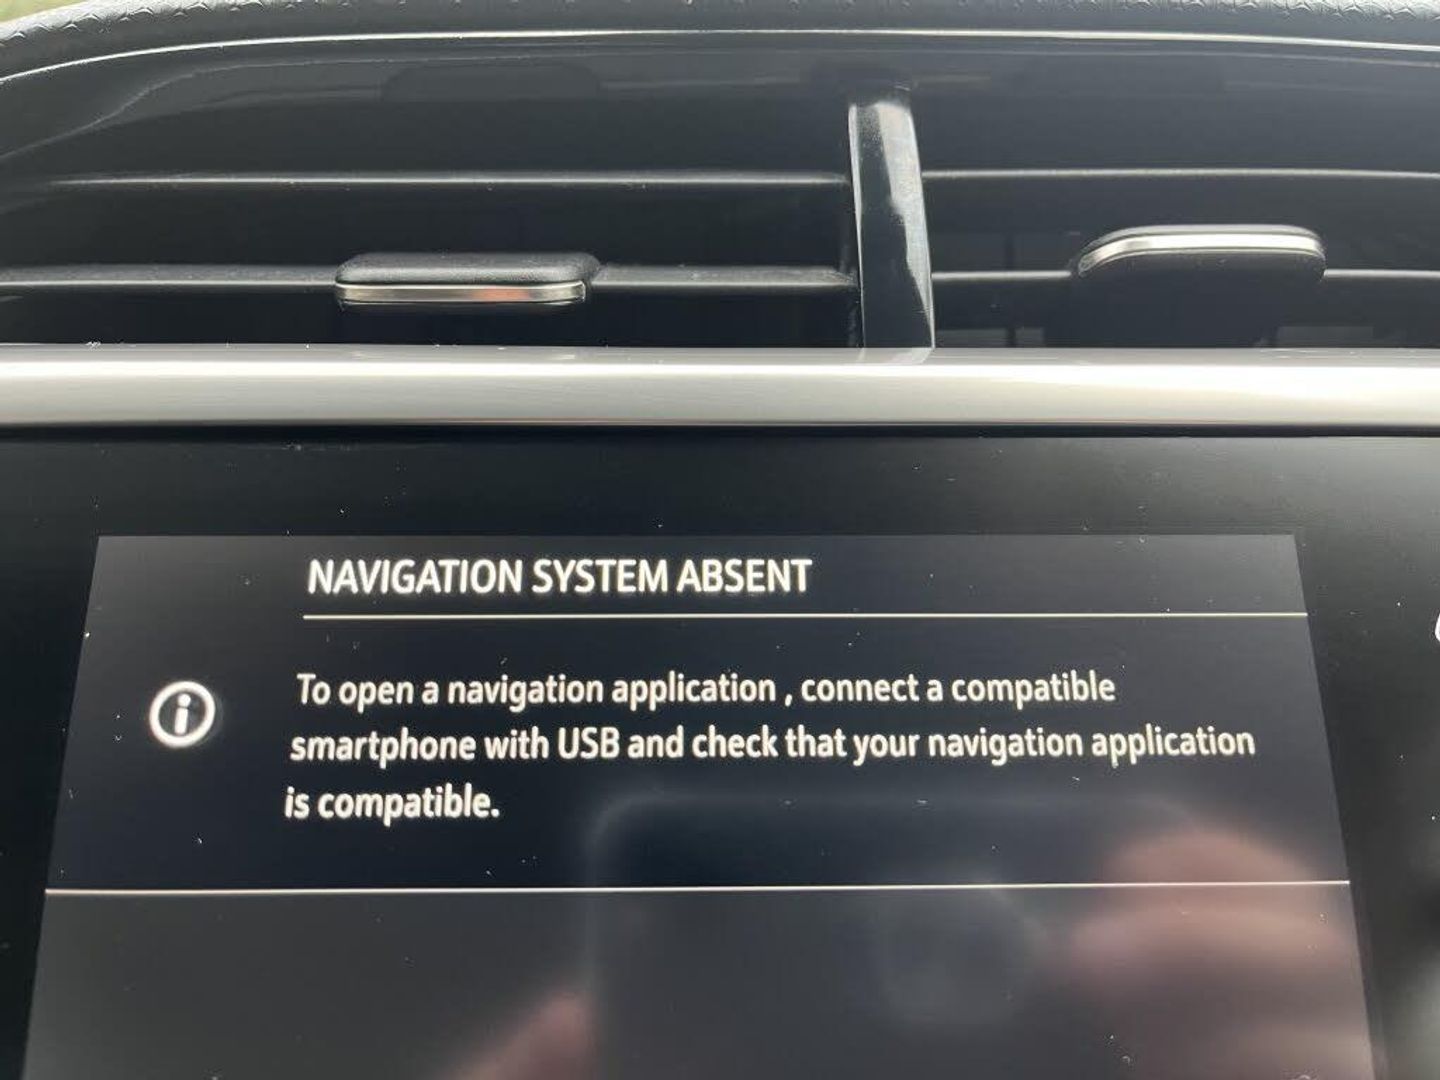 NAVIGATION SYSTEM ABSENT
To open a navigation application , connect a compatible
smartphone with USB and check that your navigation application
is compatible.